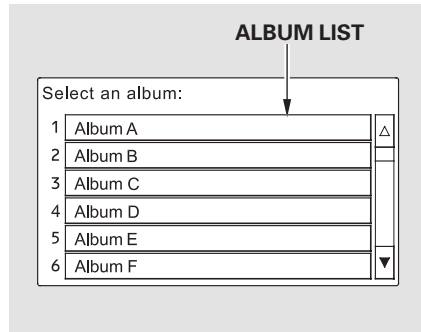 ALBUM LIST
Select an album:
1 Album A
2 Album B
3 Album C
4 Album D
5 Album E
6 Album F